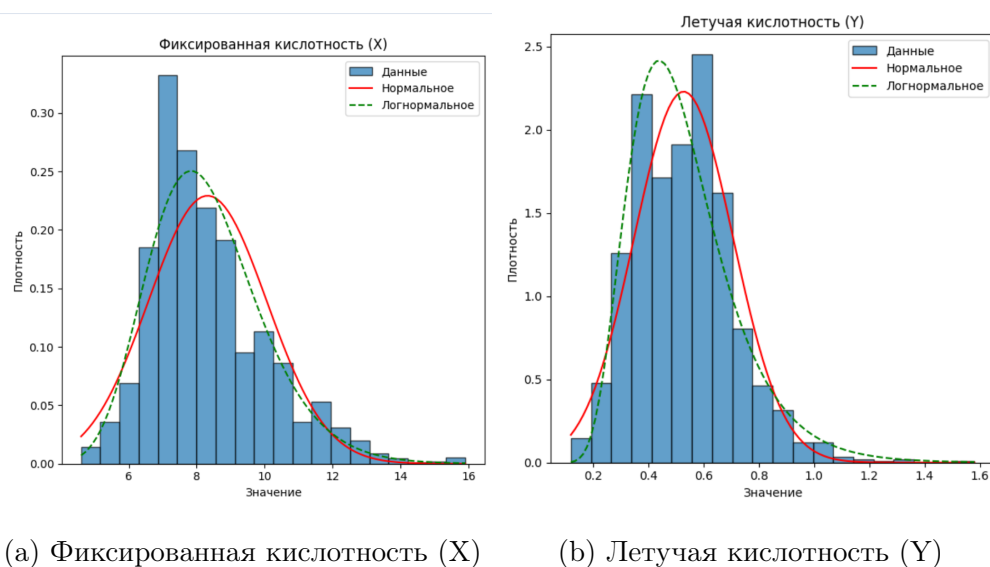 Фиксированная кислотность (X)
Данные
Нормальное
Логнормальное
Плотность
0.30
0.25
0.20
0.15
0.10
0.05
0.00
6
8
10
12
14
16
Значение
Летучая кислотность (Y)
Данные
Нормальное
Логнормальное
Плотность
2.5
2.0
1.5
1.0
0.5
0.0
0.2
0.4
0.6
0.8
1.0
1.2
1.4
1.6
Значение
(a) Фиксированная кислотность (X)
(b) Летучая кислотность (Y)